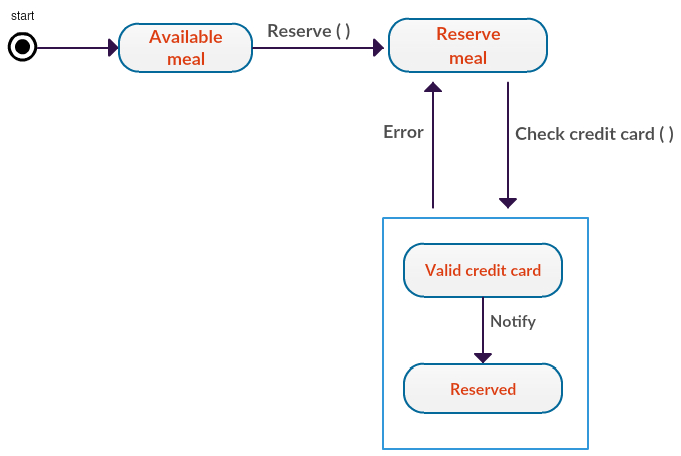 start
Available
meal
Reserve ( )
Reserve
meal
Error
Check credit card ( )
Valid credit card
Notify
Reserved